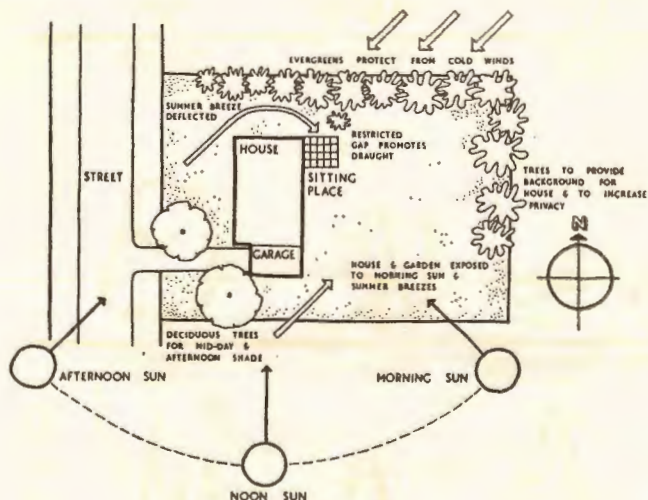 EVERGREENS PROTECT FROM COLD WINDS
SUMMER BREEZE
DEFLECTED
RESTRICTED
GAP PROMOTES
DRAUGHT
HOUSE
SITTING
PLACE
STREET
TREES TO PROVIDE
BACKGROUND FOR
HOUSE & TO INCREASE
PRIVACY
N
GARAGE
HOUSE & GARDEN EXPOSED
TO MORNING SUN &
SUMMER BREEZES
DECIDUOUS TREES
FOR MID-DAY &
AFTERNOON SHADE
AFTERNOON SUN
MORNING SUN
NOON SUN